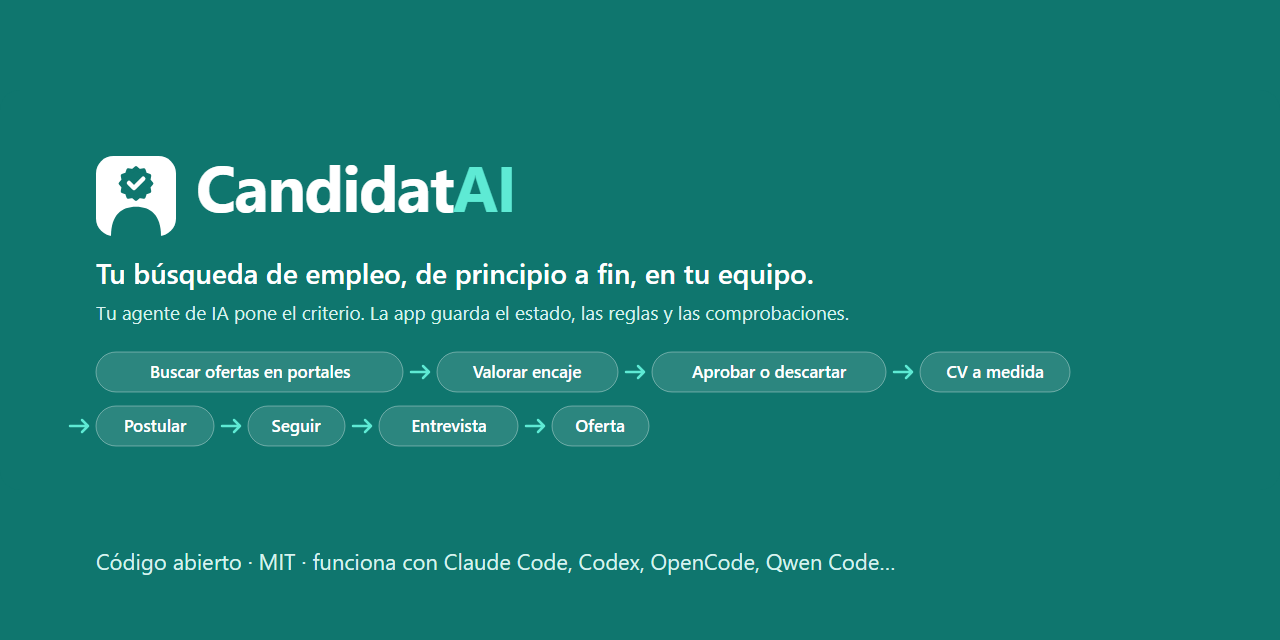 CandidatAI
Tu búsqueda de empleo, de principio a fin, en tu equipo.
Tu agente de IA pone el criterio. La app guarda el estado, las reglas y las comprobaciones.
Buscar ofertas en portales → Valorar encaje → Aprobar o descartar → CV a medida
→ Postular → Seguir → Entrevista → Oferta
Código abierto · MIT · funciona con Claude Code, Codex, OpenCode, Qwen Code...